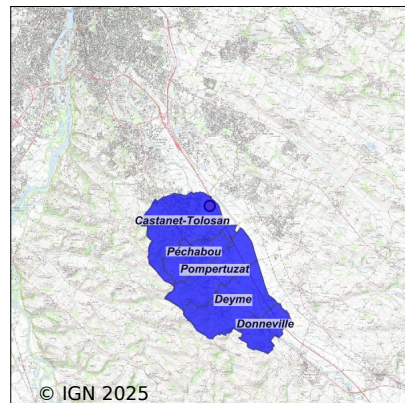 Castanet-Tolosan
Péchabou
Pompertuzat
Deyme
Donneville
© IGN 2025